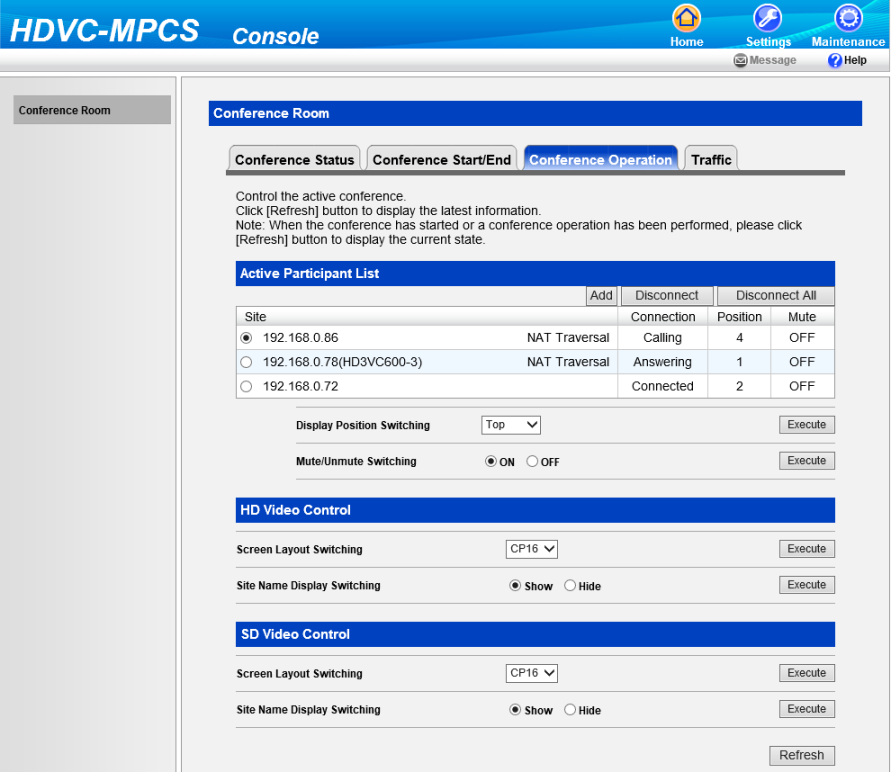 HDVC-MPCS Console
Home Settings Maintenance
Message Help
Conference Room
Conference Room
Conference Status Conference Start/End Conference Operation Traffic
Control the active conference.
Click [Refresh] button to display the latest information.
Note: When the conference has started or a conference operation has been performed, please click
[Refresh] button to display the current state.
Active Participant List
Add Disconnect Disconnect All
Site Connection Position Mute
192.168.0.86 NAT Traversal Calling 4 OFF
192.168.0.78(HD3VC600-3) NAT Traversal Answering 1 OFF
192.168.0.72 Connected 2 OFF
Display Position Switching Top Execute
Mute/Unmute Switching ON OFF Execute
HD Video Control
Screen Layout Switching CP16 Execute
Site Name Display Switching Show Hide Execute
SD Video Control
Screen Layout Switching CP16 Execute
Site Name Display Switching Show Hide Execute
Refresh